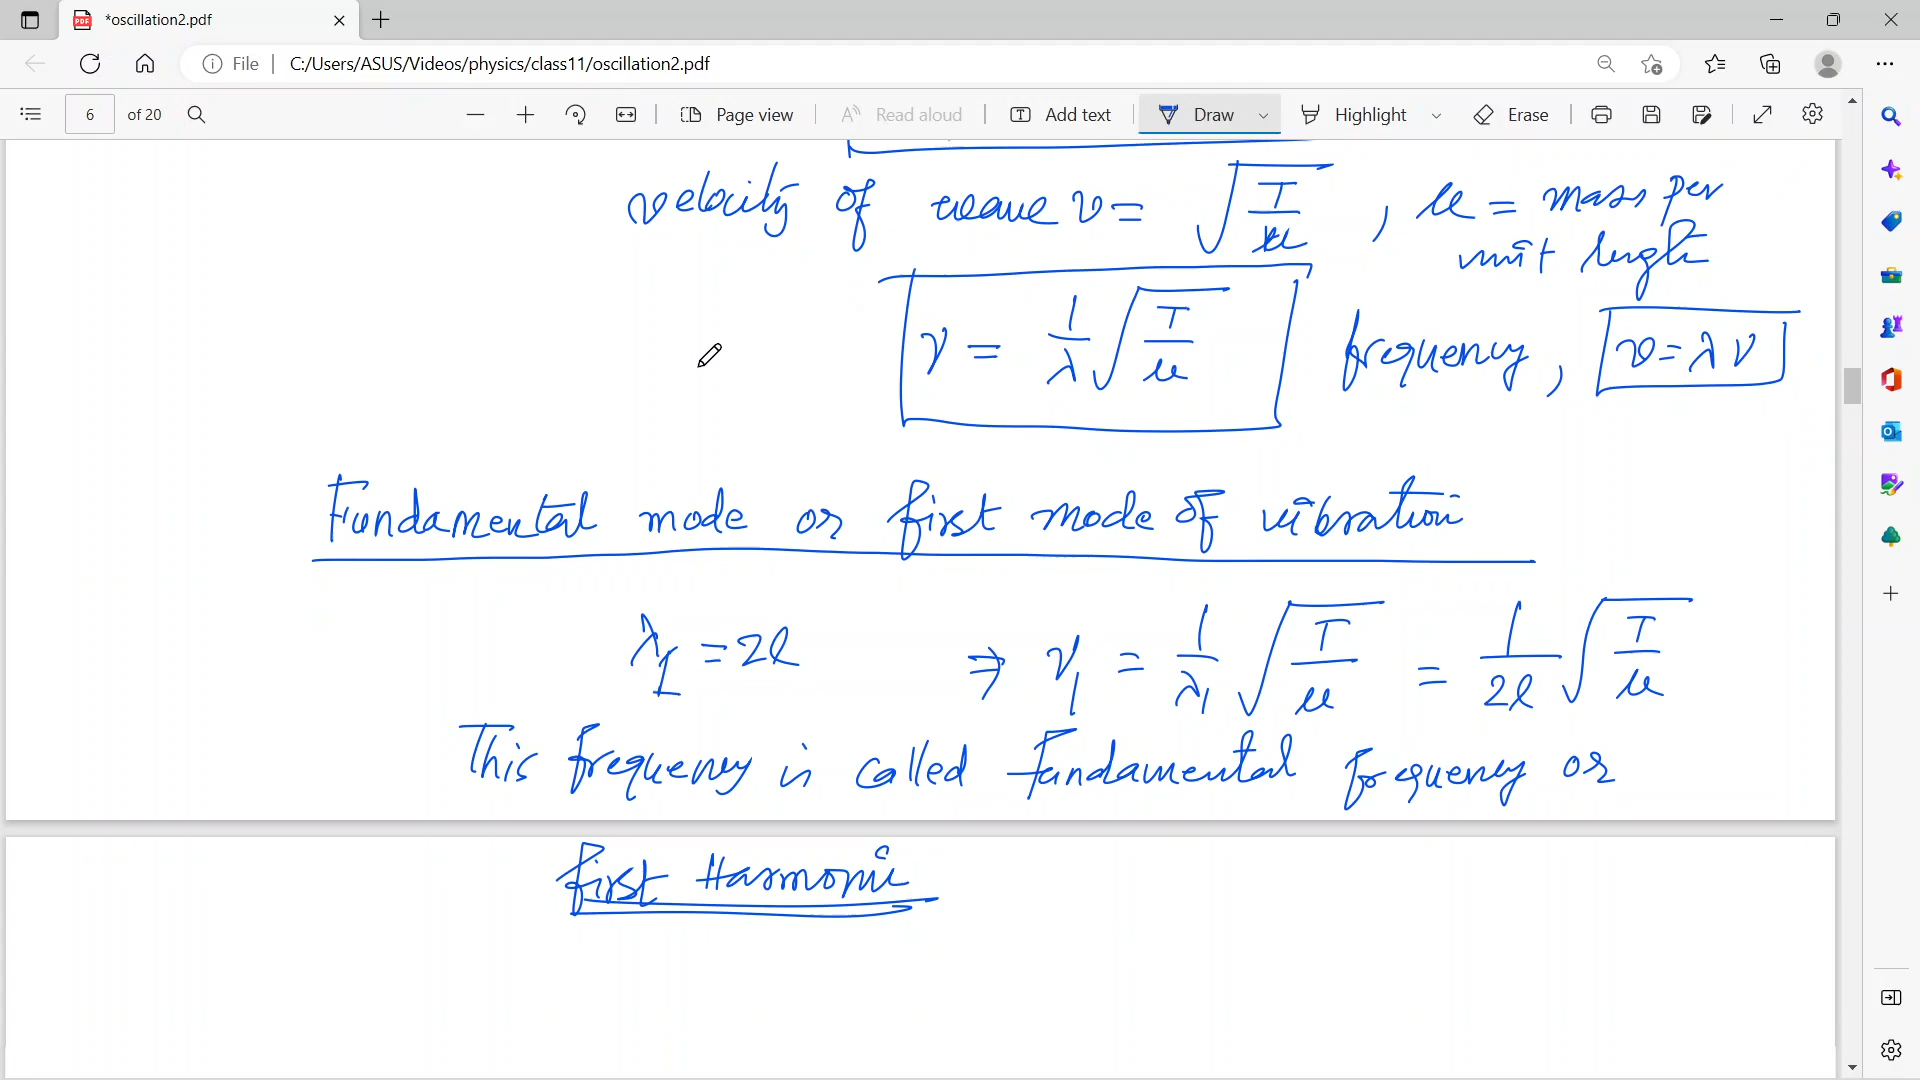 *oscillation2.pdf
File | C:/Users/ASUS/Videos/physics/class11/oscillation2.pdf
6 of 20 Page view Read aloud Add text Draw Highlight Erase
velocity of wave v = √(T/μ) , μ = mass per
unit length
ν = 1/λ √(T/μ) frequency, v = λν
Fundamental mode or first mode of vibration
λ₁ = 2l ⇒ ν₁ = 1/λ₁ √(T/μ) = 1/2l √(T/μ)
This frequency is called Fundamental frequency or
first Harmonic